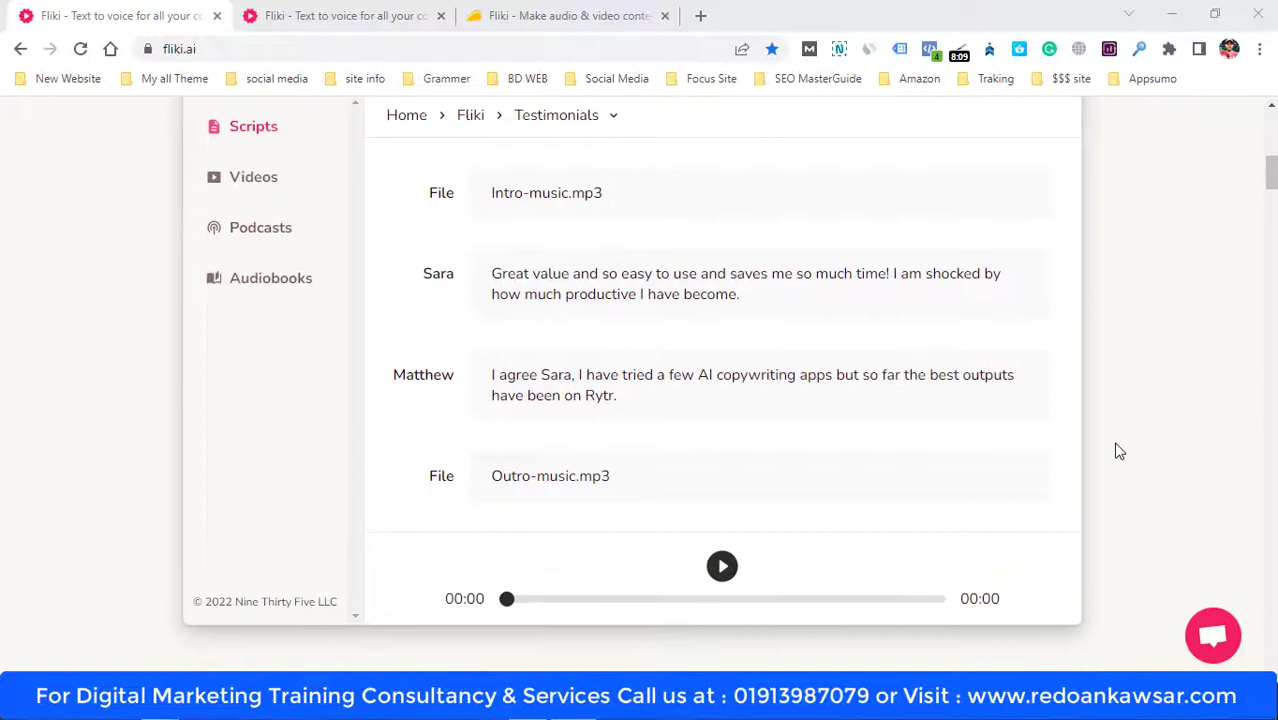 Fliki - Text to voice for all your co
Fliki - Text to voice for all your co
Fliki - Make audio & video conte
fliki.ai
4
8:09
New Website
My all Theme
social media
site info
Grammer
BD WEB
Social Media
Focus Site
SEO MasterGuide
Amazon
Traking
$$$ site
Appsumo
Scripts
Videos
Podcasts
Audiobooks
© 2022 Nine Thirty Five LLC
Home > Fliki > Testimonials
File
Intro-music.mp3
Sara
Great value and so easy to use and saves me so much time! I am shocked by
how much productive I have become.
Matthew
I agree Sara, I have tried a few AI copywriting apps but so far the best outputs
have been on Rytr.
File
Outro-music.mp3
00:00
00:00
For Digital Marketing Training Consultancy & Services Call us at : 01913987079 or Visit : www.redoankawsar.com